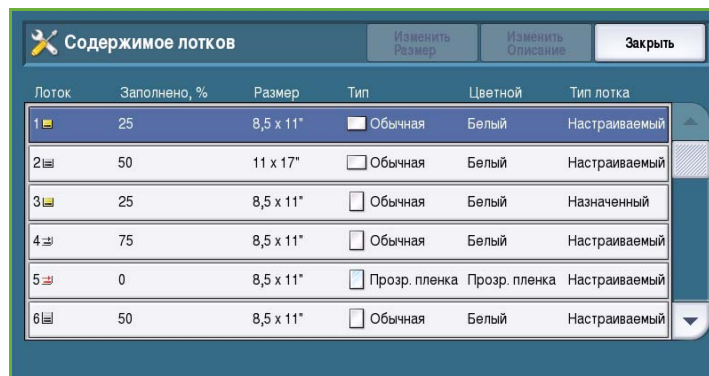 Содержимое лотков
Изменить Размер
Изменить Описание
Закрыть
Лоток Заполнено, % Размер Тип Цветной Тип лотка
1 25 8,5 x 11" Обычная Белый Настраиваемый
2 50 11 x 17" Обычная Белый Настраиваемый
3 25 8,5 x 11" Обычная Белый Назначенный
4 75 8,5 x 11" Обычная Белый Настраиваемый
5 0 8,5 x 11" Прозр. пленка Прозр. пленка Настраиваемый
6 50 8,5 x 11" Обычная Белый Настраиваемый